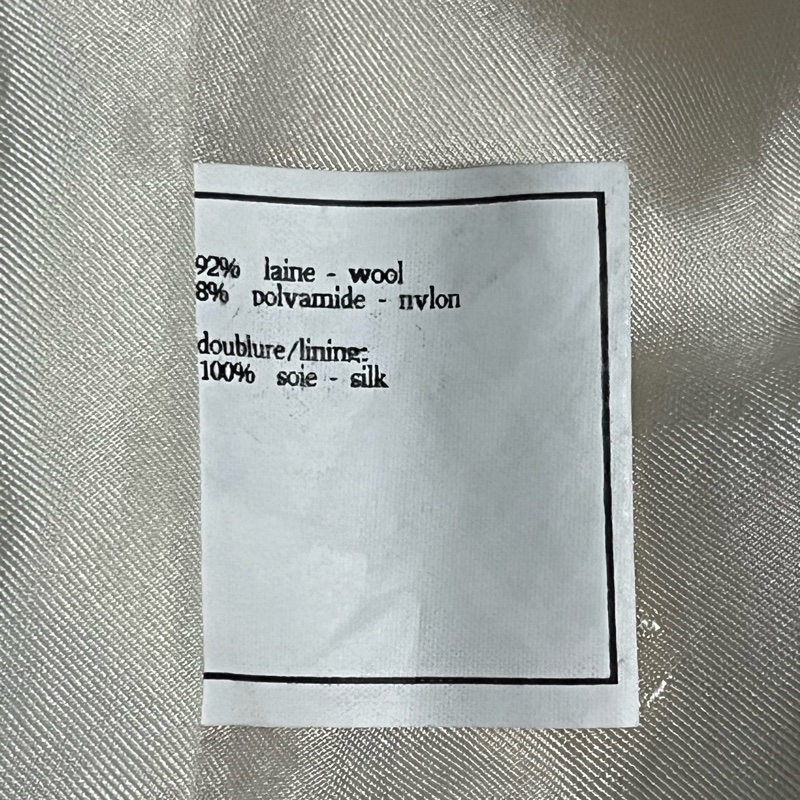 92% laine - wool
8% polyamide - nylon
doublure/lining:
100% soie - silk